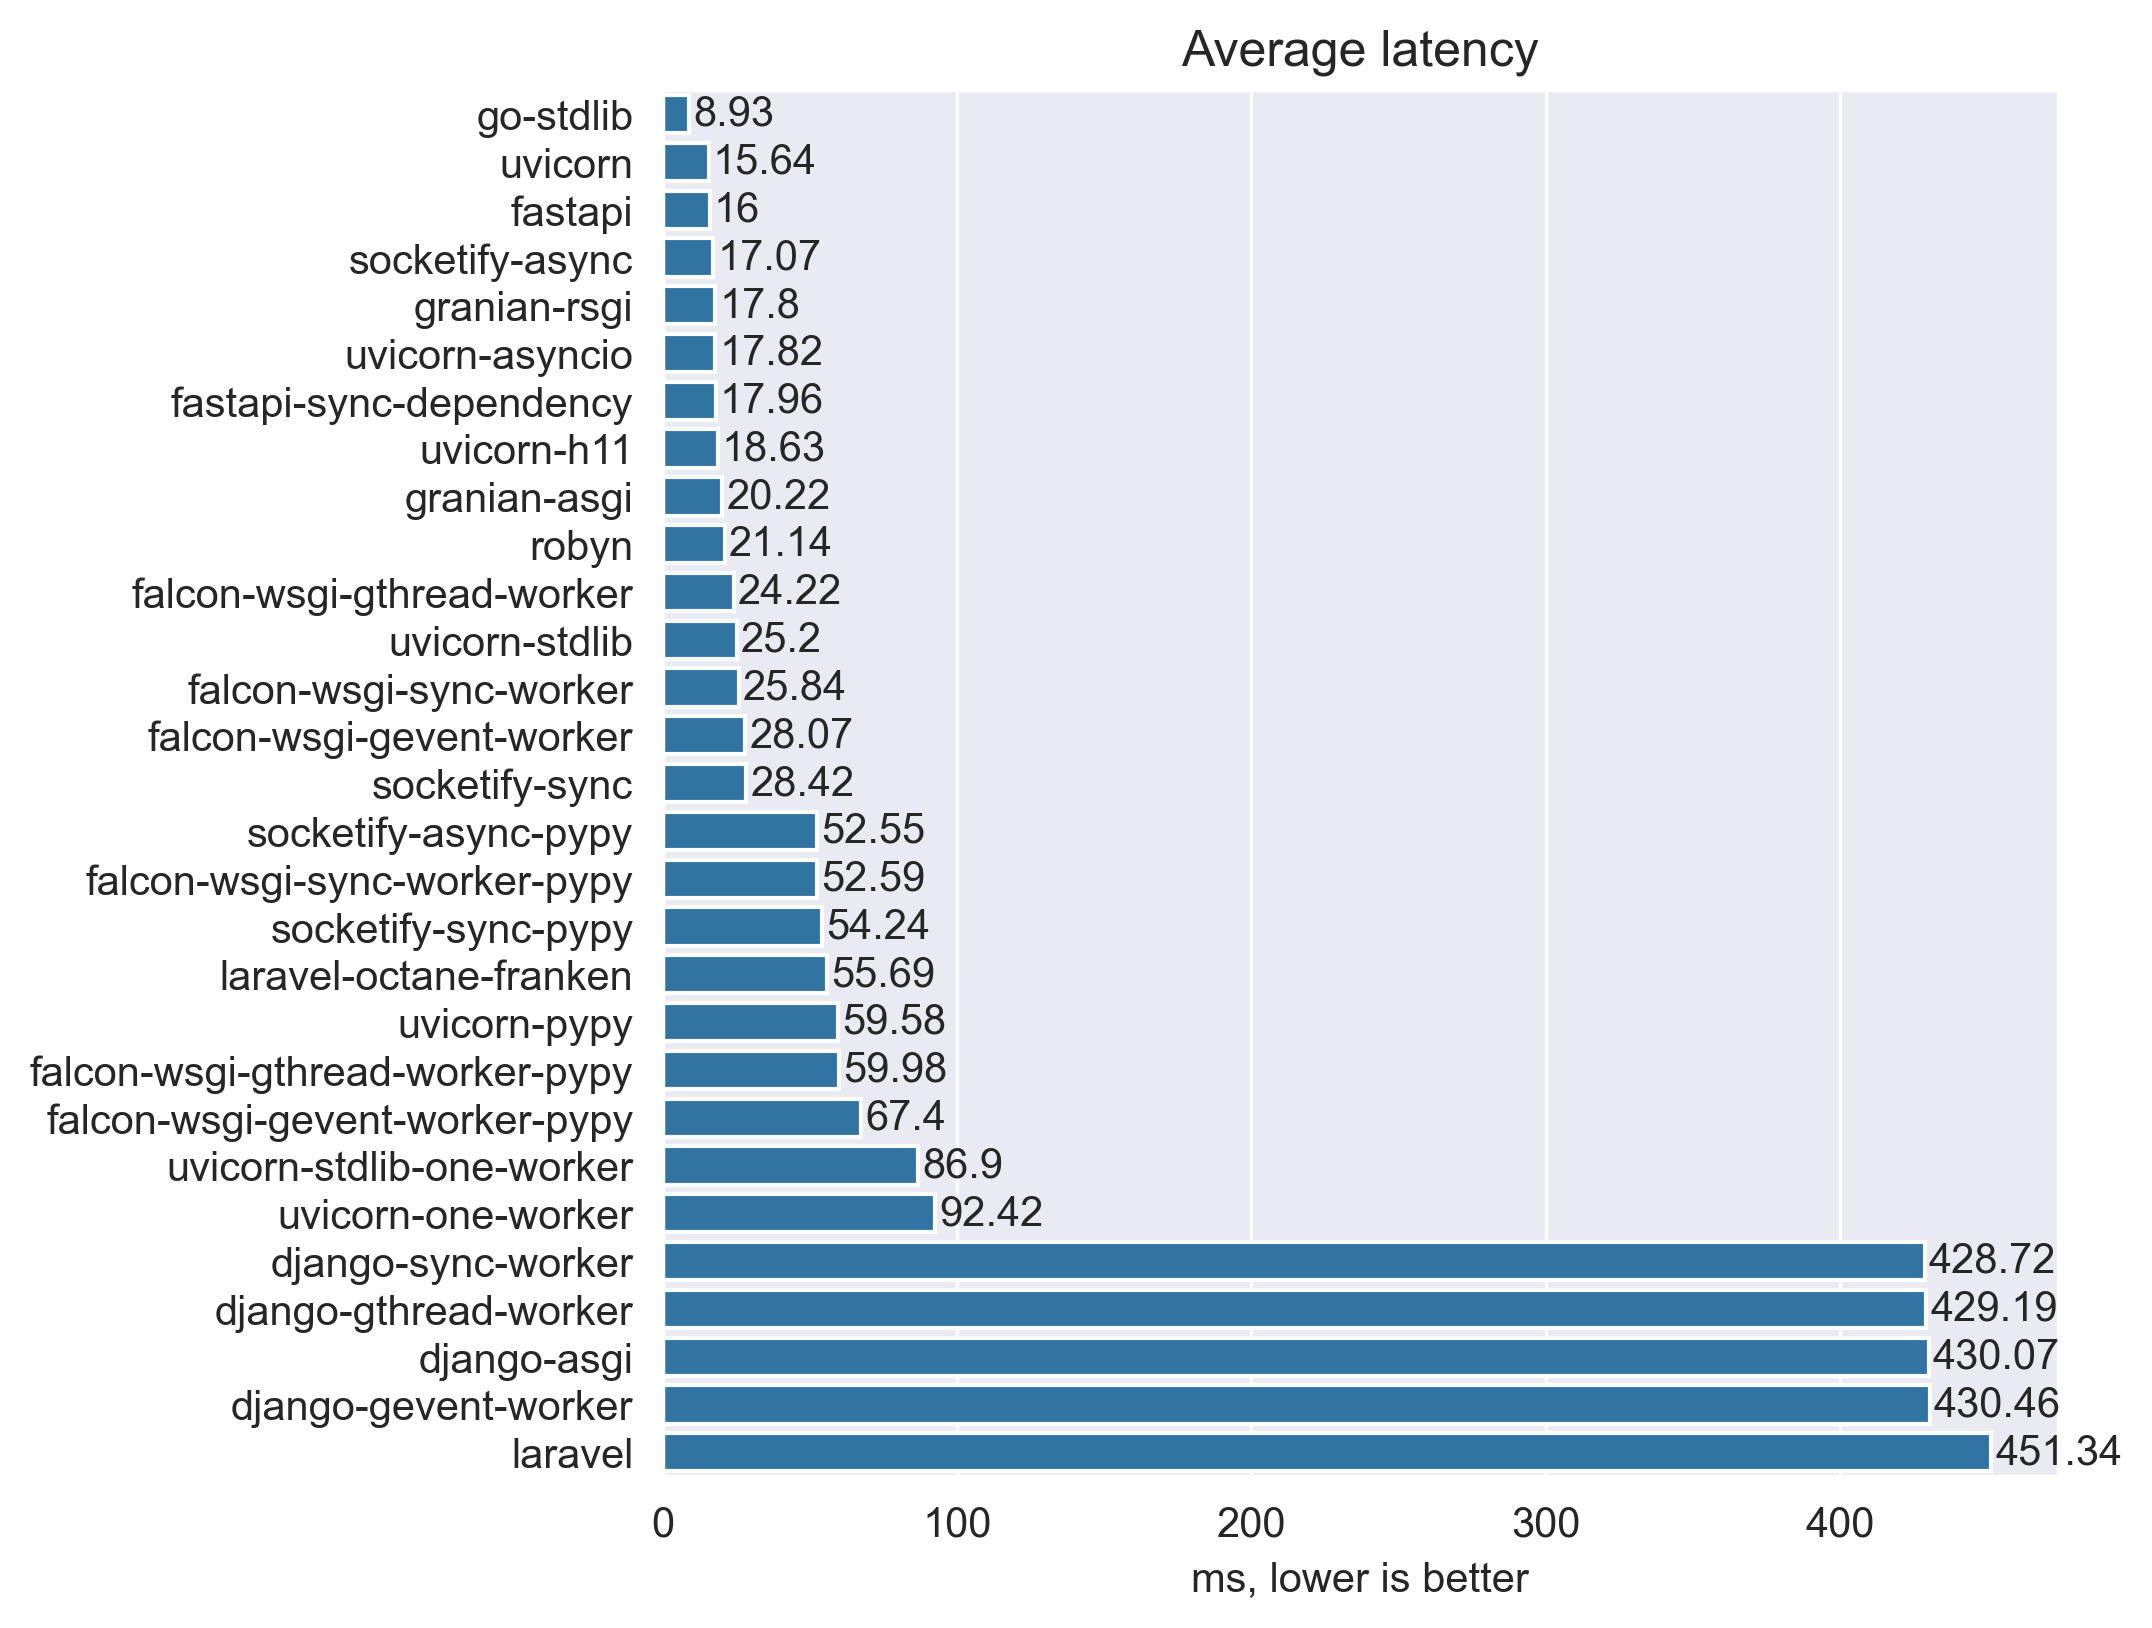 Average latency
go-stdlib 8.93
uvicorn 15.64
fastapi 16
socketify-async 17.07
granian-rsgi 17.8
uvicorn-asyncio 17.82
fastapi-sync-dependency 17.96
uvicorn-h11 18.63
granian-asgi 20.22
robyn 21.14
falcon-wsgi-gthread-worker 24.22
uvicorn-stdlib 25.2
falcon-wsgi-sync-worker 25.84
falcon-wsgi-gevent-worker 28.07
socketify-sync 28.42
socketify-async-pypy 52.55
falcon-wsgi-sync-worker-pypy 52.59
socketify-sync-pypy 54.24
laravel-octane-franken 55.69
uvicorn-pypy 59.58
falcon-wsgi-gthread-worker-pypy 59.98
falcon-wsgi-gevent-worker-pypy 67.4
uvicorn-stdlib-one-worker 86.9
uvicorn-one-worker 92.42
django-sync-worker 428.72
django-gthread-worker 429.19
django-asgi 430.07
django-gevent-worker 430.46
laravel 451.34
0 100 200 300 400
ms, lower is better